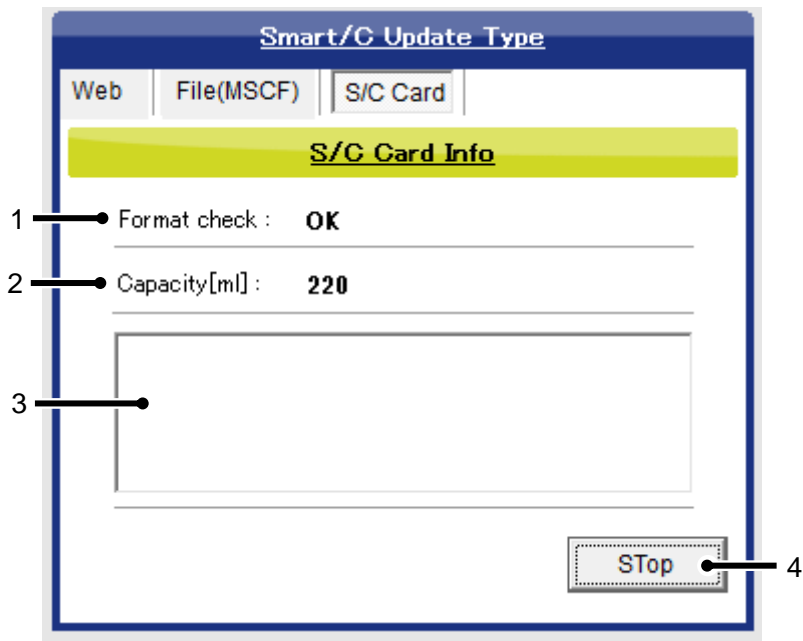 Smart/C Update Type
Web File(MSCF) S/C Card
S/C Card Info
1 Format check : OK
2 Capacity[ml] : 220
3
STop 4